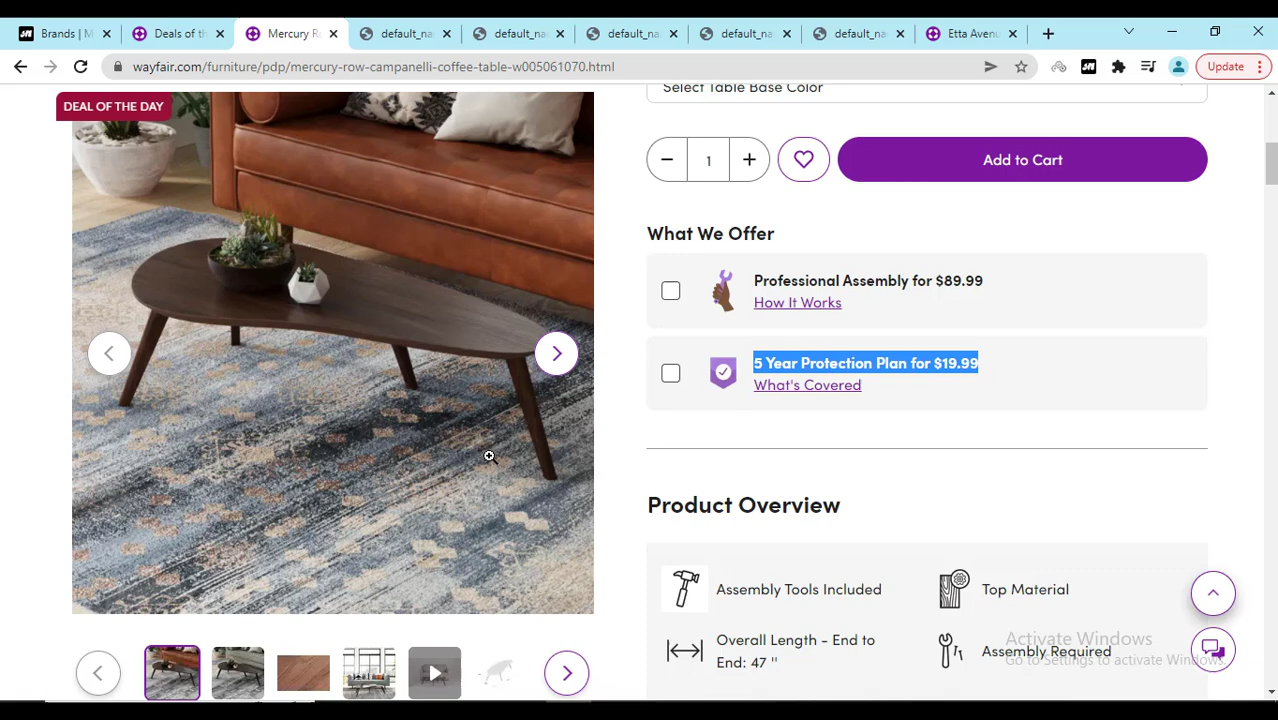 Brands | M
Deals of th
Mercury Ro
default_na
default_na
default_na
default_na
default_na
Etta Avenu
wayfair.com/furniture/pdp/mercury-row-campanelli-coffee-table-w005061070.html
Update
DEAL OF THE DAY
Select Table Base Color
1
Add to Cart
What We Offer
Professional Assembly for $89.99
How It Works
5 Year Protection Plan for $19.99
What's Covered
Product Overview
Assembly Tools Included
Top Material
Overall Length - End to
End: 47 "
Assembly Required
Activate Windows
Go to Settings to activate Windows.